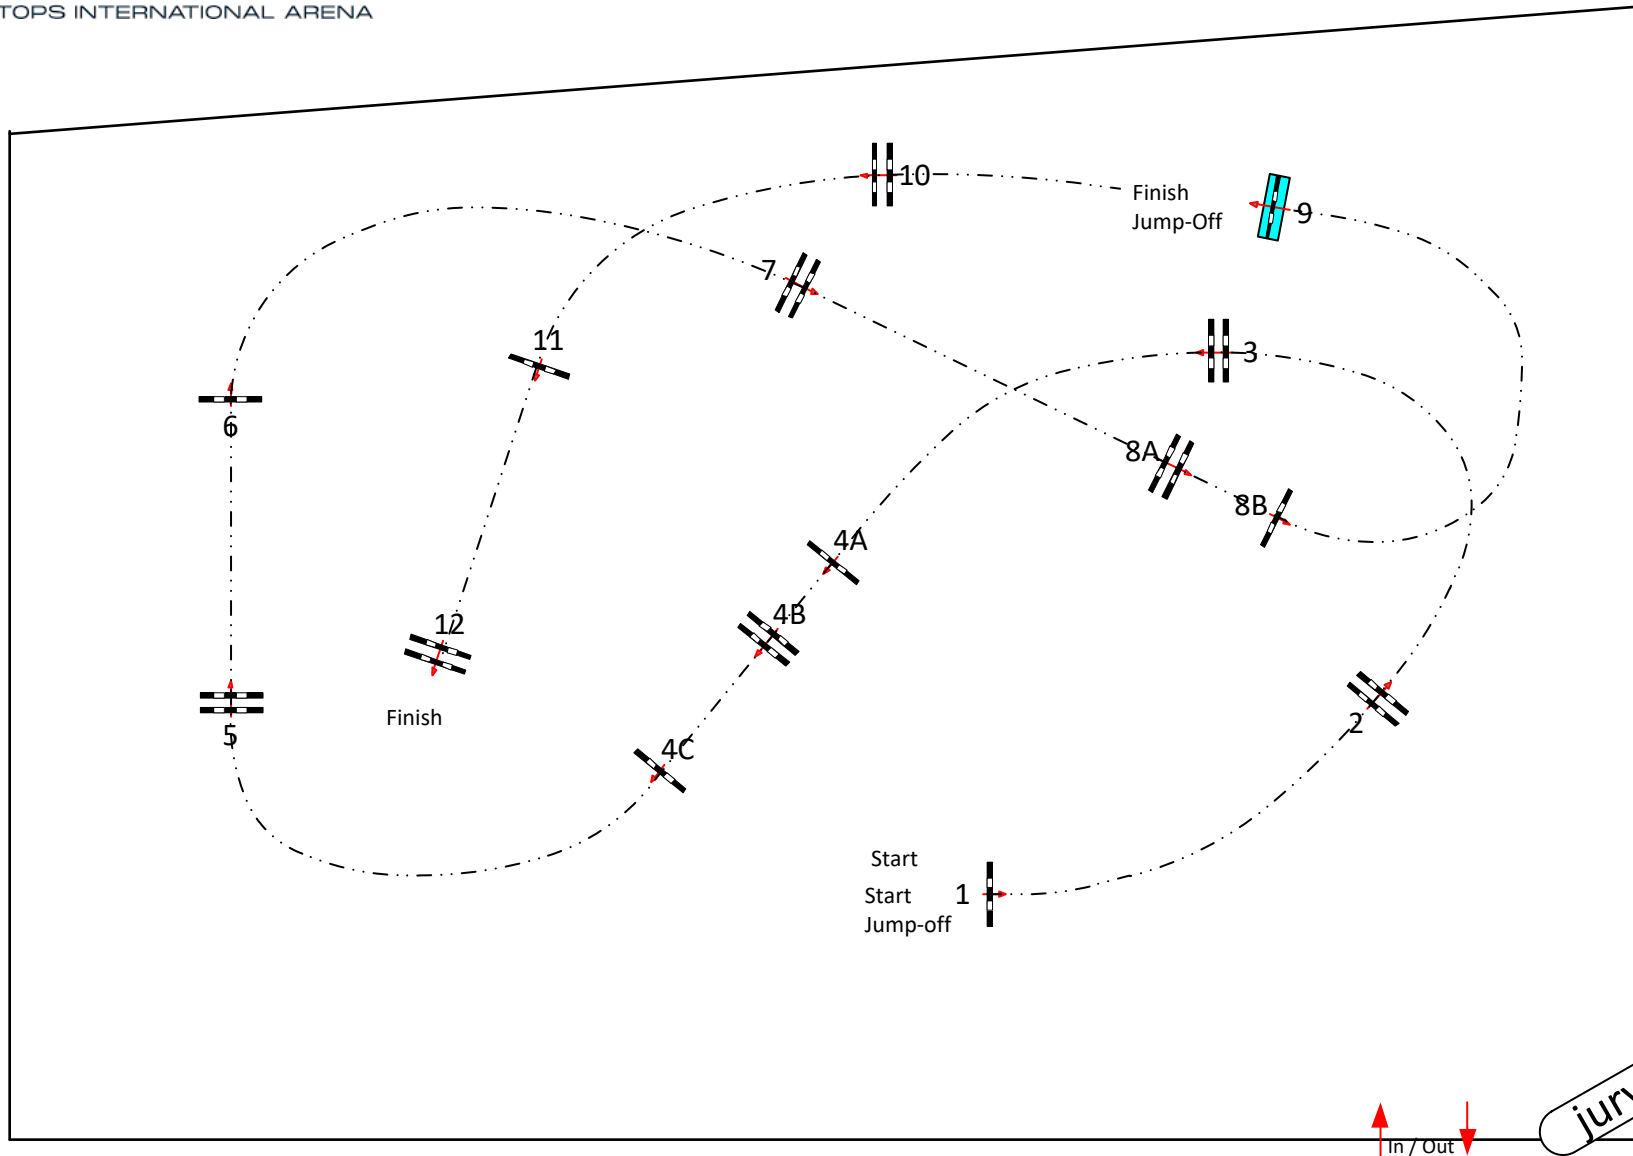 TOPS INTERNATIONAL ARENA
10
Finish
Jump-Off
9
7
11
3
6
8A
8B
4A
4B
12
5
Finish
2
4C
Start
Start
Jump-off
1
jury
In / Out